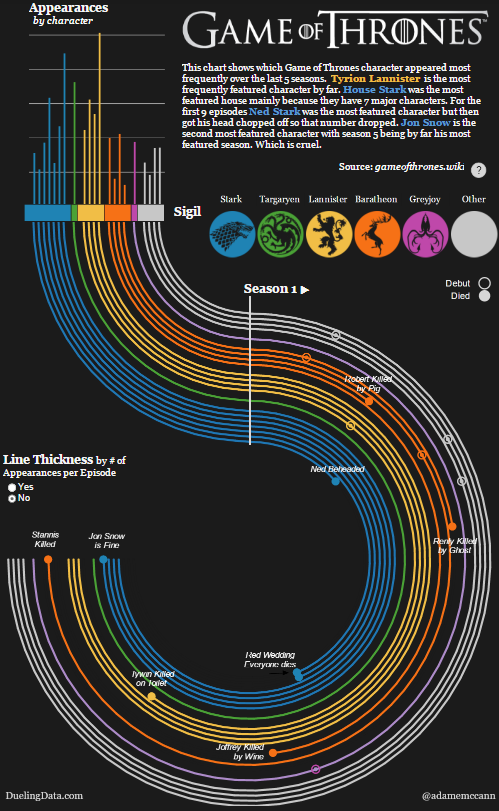 Appearances
by character
GAME OF THRONES
This chart shows which Game of Thrones character appeared most
frequently over the last 5 seasons. Tyrion Lannister is the most
frequently featured character by far. House Stark was the most
featured house mainly because they have 7 major characters. For the
first 9 episodes Ned Stark was the most featured character but then
got his head chopped off so that number dropped. Jon Snow is the
second most featured character with season 5 being by far his most
featured season. Which is cruel.
Source: gameofthrones.wiki ?
Sigil Stark Targaryen Lannister Baratheon Greyjoy Other
Debut
Died
Season 1 ▶
Robert Killed
by Pig
Line Thickness by # of
Appearances per Episode
Yes
No
Ned Beheaded
Stannis
Killed
Jon Snow
is Fine
Renly Killed
by Ghost
Red Wedding
Everyone dies
Tywin Killed
on Toilet
Joffrey Killed
by Wine
DuelingData.com
@adamemccann